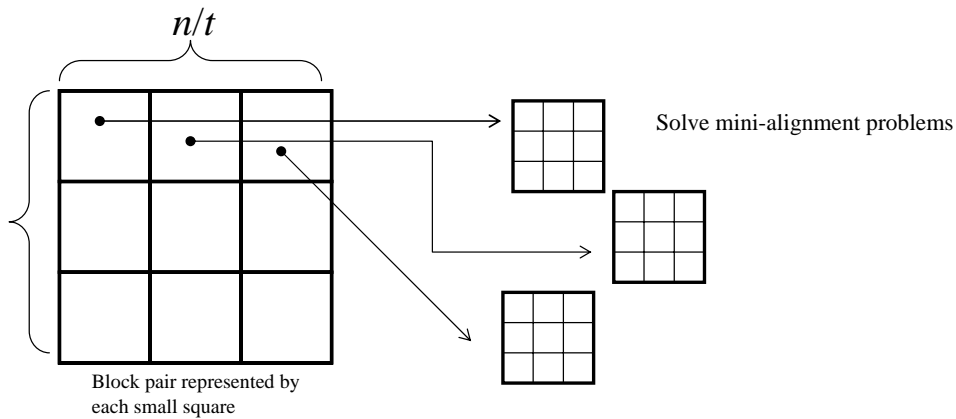 n/t
Solve mini-alignment problems
Block pair represented by
each small square